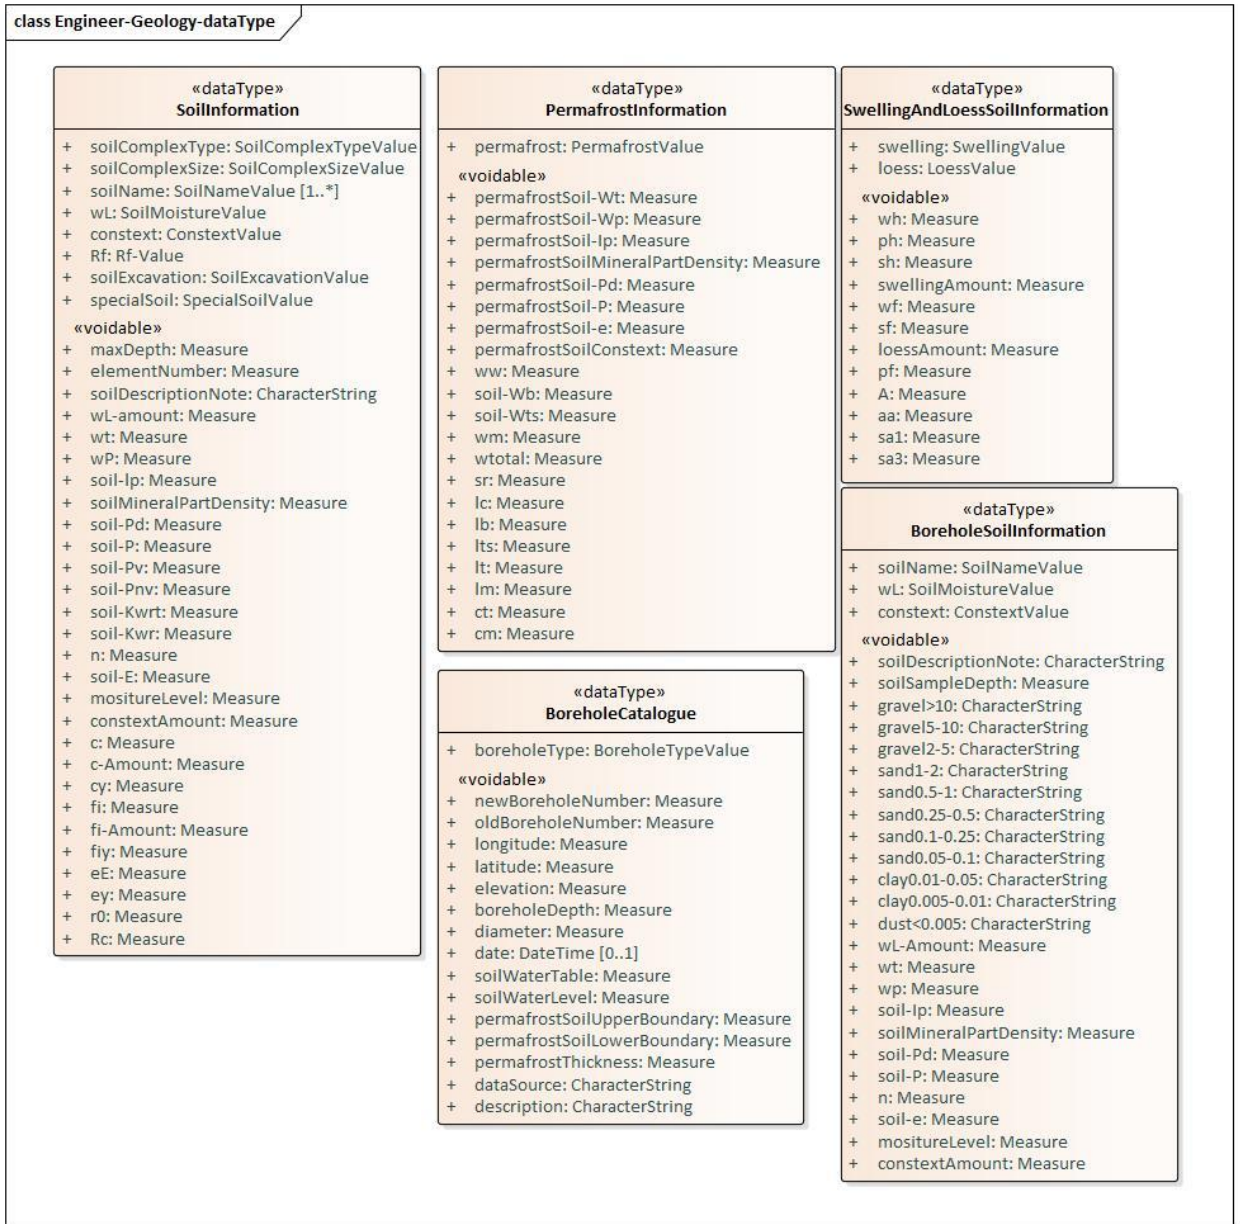 class Engineer-Geology-dataType
«dataType»
SoilInformation
+ soilComplexType: SoilComplexTypeValue
+ soilComplexSize: SoilComplexSizeValue
+ soilName: SoilNameValue [1..*]
+ wL: SoilMoistureValue
+ constext: ConstextValue
+ Rf: Rf-Value
+ soilExcavation: SoilExcavationValue
+ specialSoil: SpecialSoilValue
«voidable»
+ maxDepth: Measure
+ elementNumber: Measure
+ soilDescriptionNote: CharacterString
+ wL-amount: Measure
+ wt: Measure
+ wP: Measure
+ soil-lp: Measure
+ soilMineralPartDensity: Measure
+ soil-Pd: Measure
+ soil-P: Measure
+ soil-Pv: Measure
+ soil-Pnv: Measure
+ soil-Kwrt: Measure
+ soil-Kwr: Measure
+ n: Measure
+ soil-E: Measure
+ mositureLevel: Measure
+ constextAmount: Measure
+ c: Measure
+ c-Amount: Measure
+ cy: Measure
+ fi: Measure
+ fi-Amount: Measure
+ fiy: Measure
+ eE: Measure
+ ey: Measure
+ r0: Measure
+ Rc: Measure
«dataType»
PermafrostInformation
+ permafrost: PermafrostValue
«voidable»
+ permafrostSoil-Wt: Measure
+ permafrostSoil-Wp: Measure
+ permafrostSoil-Ip: Measure
+ permafrostSoilMineralPartDensity: Measure
+ permafrostSoil-Pd: Measure
+ permafrostSoil-P: Measure
+ permafrostSoil-e: Measure
+ permafrostSoilConstext: Measure
+ ww: Measure
+ soil-Wb: Measure
+ soil-Wts: Measure
+ wm: Measure
+ wtotal: Measure
+ sr: Measure
+ lc: Measure
+ lb: Measure
+ lts: Measure
+ lt: Measure
+ lm: Measure
+ ct: Measure
+ cm: Measure
«dataType»
BoreholeCatalogue
+ boreholeType: BoreholeTypeValue
«voidable»
+ newBoreholeNumber: Measure
+ oldBoreholeNumber: Measure
+ longitude: Measure
+ latitude: Measure
+ elevation: Measure
+ boreholeDepth: Measure
+ diameter: Measure
+ date: DateTime [0..1]
+ soilWaterTable: Measure
+ soilWaterLevel: Measure
+ permafrostSoilUpperBoundary: Measure
+ permafrostSoilLowerBoundary: Measure
+ permafrostThickness: Measure
+ dataSource: CharacterString
+ description: CharacterString
«dataType»
SwellingAndLoessSoilInformation
+ swelling: SwellingValue
+ loess: LoessValue
«voidable»
+ wh: Measure
+ ph: Measure
+ sh: Measure
+ swellingAmount: Measure
+ wf: Measure
+ sf: Measure
+ loessAmount: Measure
+ pf: Measure
+ A: Measure
+ aa: Measure
+ sa1: Measure
+ sa3: Measure
«dataType»
BoreholeSoilInformation
+ soilName: SoilNameValue
+ wL: SoilMoistureValue
+ constext: ConstextValue
«voidable»
+ soilDescriptionNote: CharacterString
+ soilSampleDepth: Measure
+ gravel>10: CharacterString
+ gravel5-10: CharacterString
+ gravel2-5: CharacterString
+ sand1-2: CharacterString
+ sand0.5-1: CharacterString
+ sand0.25-0.5: CharacterString
+ sand0.1-0.25: CharacterString
+ sand0.05-0.1: CharacterString
+ clay0.01-0.05: CharacterString
+ clay0.005-0.01: CharacterString
+ dust<0.005: CharacterString
+ wL-Amount: Measure
+ wt: Measure
+ wp: Measure
+ soil-Ip: Measure
+ soilMineralPartDensity: Measure
+ soil-Pd: Measure
+ soil-P: Measure
+ n: Measure
+ soil-e: Measure
+ mositureLevel: Measure
+ constextAmount: Measure